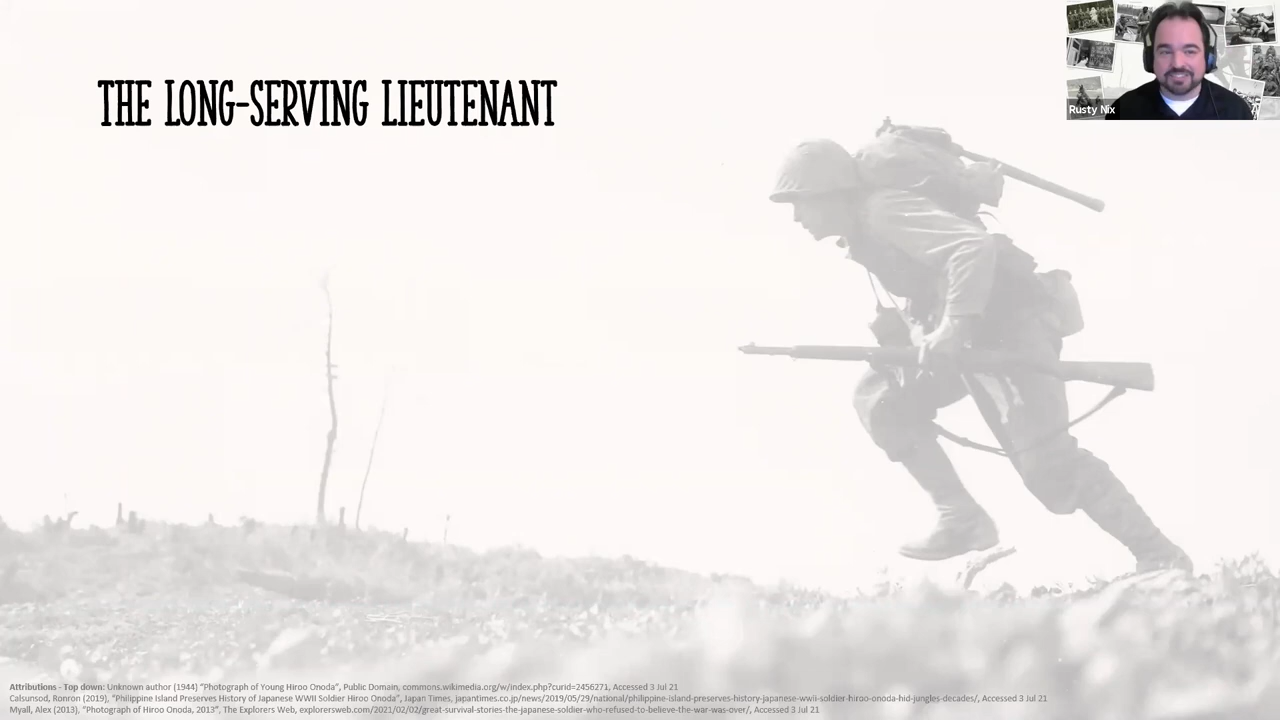 THE LONG-SERVING LIEUTENANT
Rusty Nix
Attributions - Top down: Unknown author (1944) “Photograph of Young Hiroo Onoda”, Public Domain, commons.wikimedia.org/w/index.php?curid=2456271, Accessed 3 Jul 21
Calsunsod, Ronron (2019), “Philippine Island Preserves History of Japanese WWII Soldier Hiroo Onoda”, Japan Times, japantimes.co.jp/news/2019/05/29/national/philippine-island-preserves-history-japanese-wwii-soldier-hiroo-onoda-hid-jungles-decades/, Accessed 3 Jul 21
Myall, Alex (2013), “Photograph of Hiroo Onoda, 2013”, The Explorers Web, explorersweb.com/2021/02/02/great-survival-stories-the-japanese-soldier-who-refused-to-believe-the-war-was-over/, Accessed 3 Jul 21